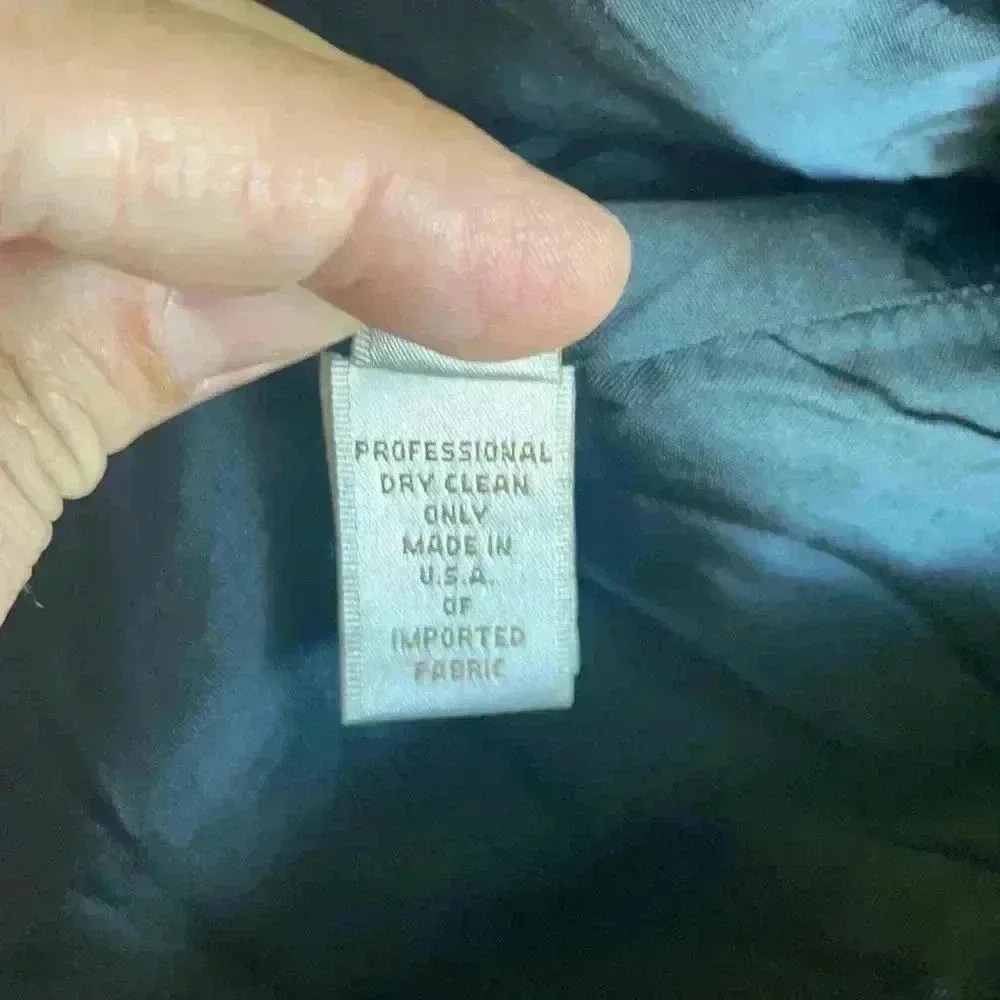 PROFESSIONAL
DRY CLEAN
ONLY
MADE IN
U.S.A.
OF
IMPORTED
FABRIC